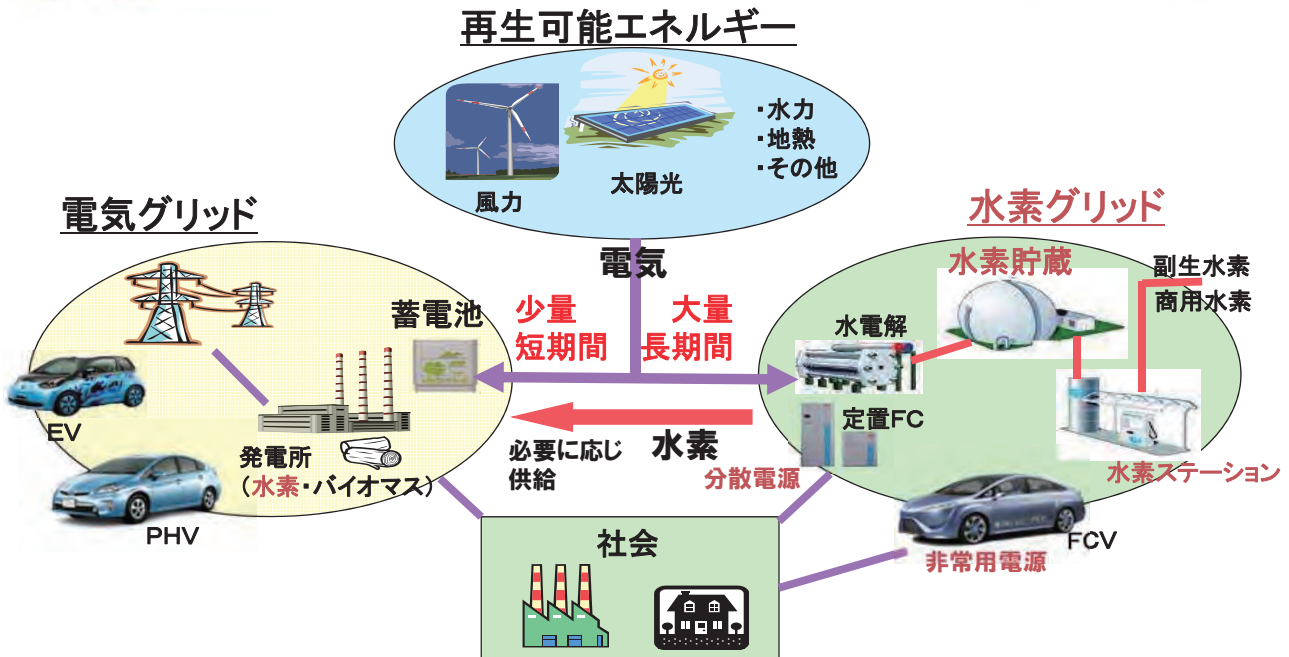 再生可能エネルギー
・水力
・地熱
・その他
風力
太陽光
電気グリッド
水素グリッド
電気
蓄電池
少量
短期間
大量
長期間
水電解
水素貯蔵
副生水素
商用水素
EV
PHV
発電所
（水素・バイオマス）
必要に応じ
供給
水素
定置FC
分散電源
水素ステーション
FCV
非常用電源
社会